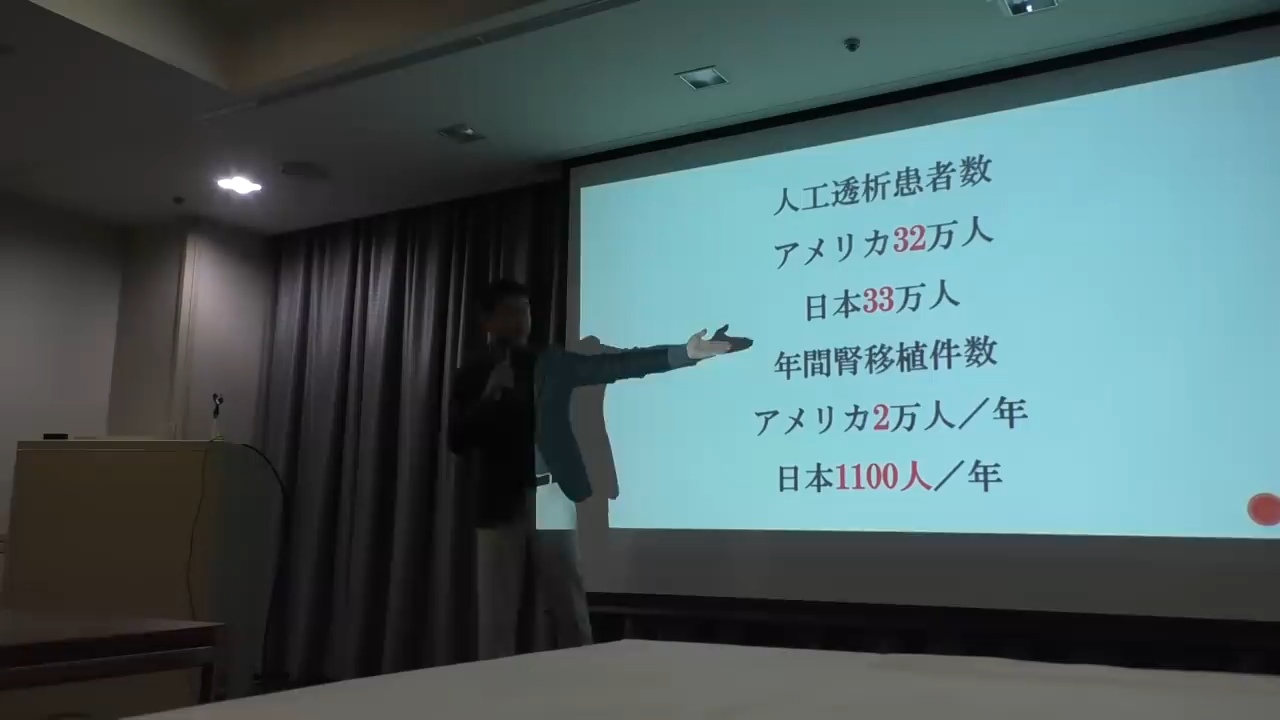 人工透析患者数
アメリカ32万人
日本33万人
年間腎移植件数
アメリカ2万人／年
日本1100人／年